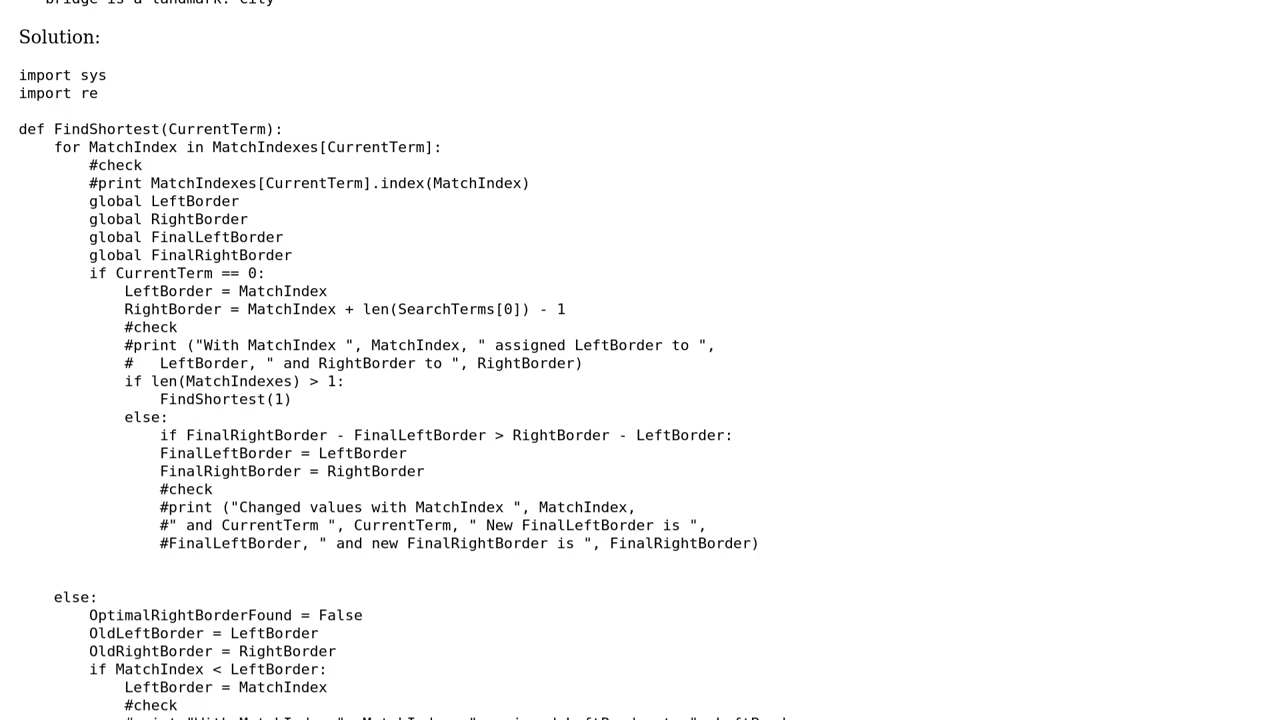 bridge is a landmark. City
Solution:
import sys
import re

def FindShortest(CurrentTerm):
    for MatchIndex in MatchIndexes[CurrentTerm]:
        #check
        #print MatchIndexes[CurrentTerm].index(MatchIndex)
        global LeftBorder
        global RightBorder
        global FinalLeftBorder
        global FinalRightBorder
        if CurrentTerm == 0:
            LeftBorder = MatchIndex
            RightBorder = MatchIndex + len(SearchTerms[0]) - 1
            #check
            #print ("With MatchIndex ", MatchIndex, " assigned LeftBorder to ",
            #   LeftBorder, " and RightBorder to ", RightBorder)
            if len(MatchIndexes) > 1:
                FindShortest(1)
            else:
                if FinalRightBorder - FinalLeftBorder > RightBorder - LeftBorder:
                FinalLeftBorder = LeftBorder
                FinalRightBorder = RightBorder
                #check
                #print ("Changed values with MatchIndex ", MatchIndex,
                #" and CurrentTerm ", CurrentTerm, " New FinalLeftBorder is ",
                #FinalLeftBorder, " and new FinalRightBorder is ", FinalRightBorder)


    else:
        OptimalRightBorderFound = False
        OldLeftBorder = LeftBorder
        OldRightBorder = RightBorder
        if MatchIndex < LeftBorder:
            LeftBorder = MatchIndex
            #check